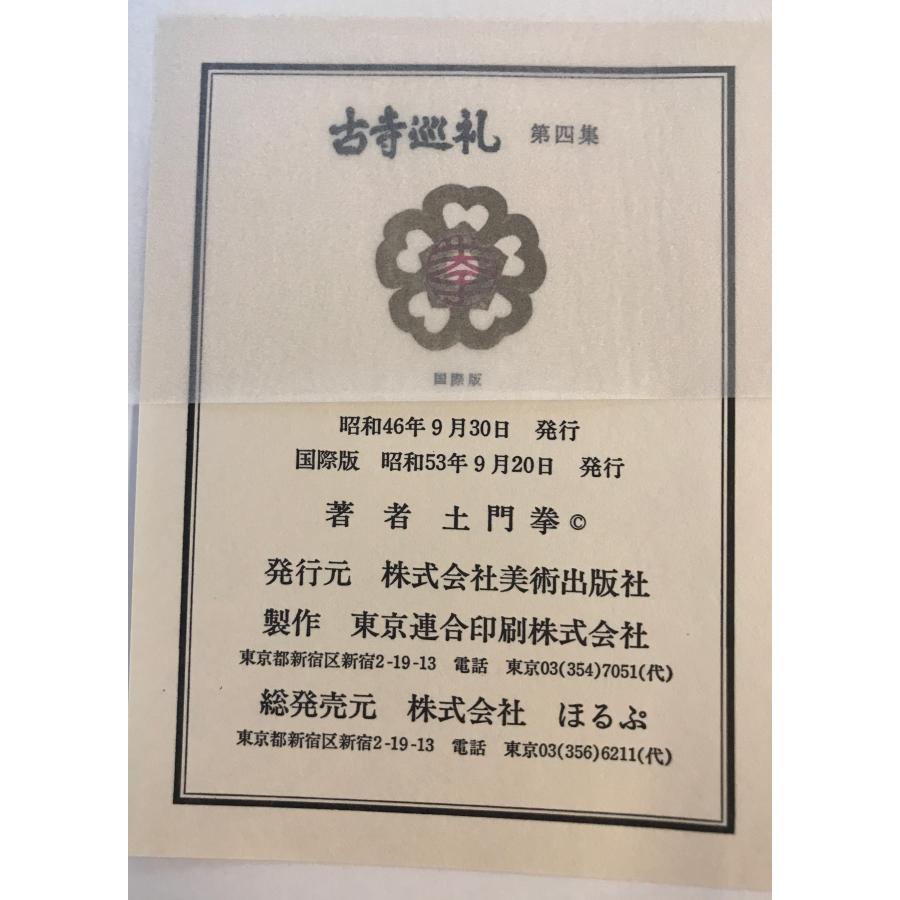 古寺巡礼 第四集
拳
国際版
昭和46年9月30日 発行
国際版 昭和53年9月20日 発行
著者 土門拳©
発行元 株式会社美術出版社
製作 東京連合印刷株式会社
東京都新宿区新宿2-19-13 電話 東京03(354)7051(代)
総発売元 株式会社 ほるぷ
東京都新宿区新宿2-19-13 電話 東京03(356)6211(代)